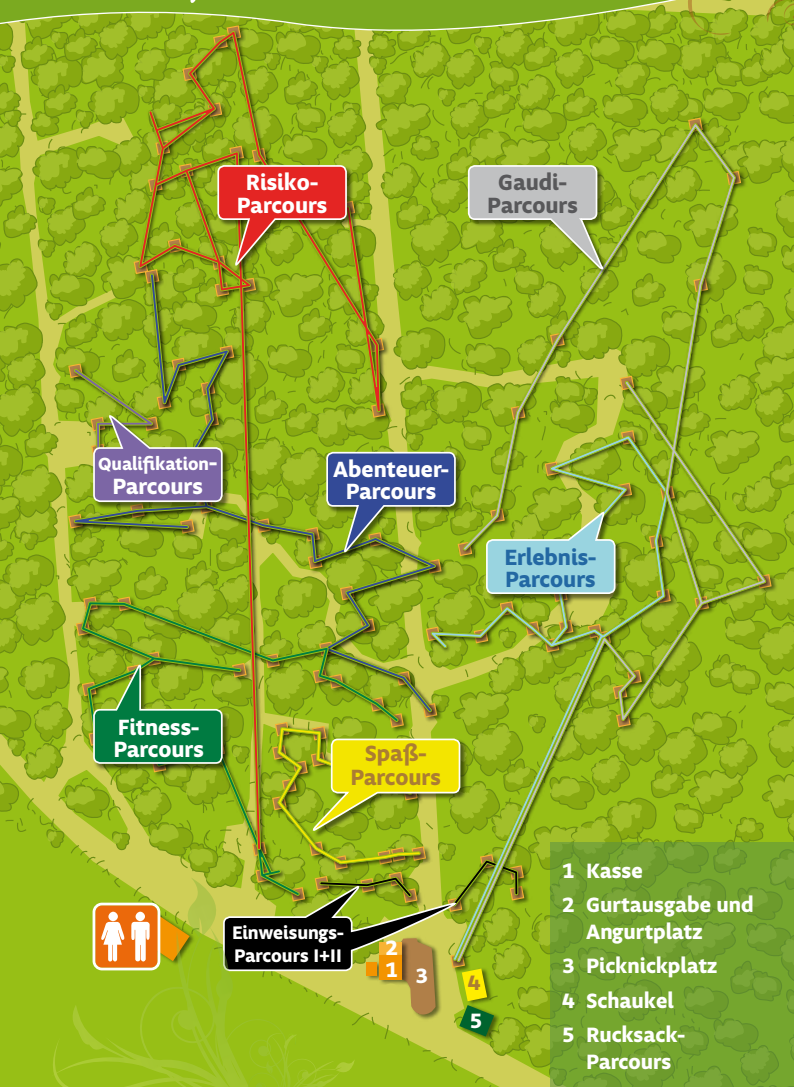 Risiko-
Parcours
Gaudi-
Parcours
Qualifikation-
Parcours
Abenteuer-
Parcours
Erlebnis-
Parcours
Fitness-
Parcours
Spaß-
Parcours
Einweisungs-
Parcours I+II
2
1
3
4
5
1 Kasse
2 Gurtausgabe und
Angurtplatz
3 Picknickplatz
4 Schaukel
5 Rucksack-
Parcours